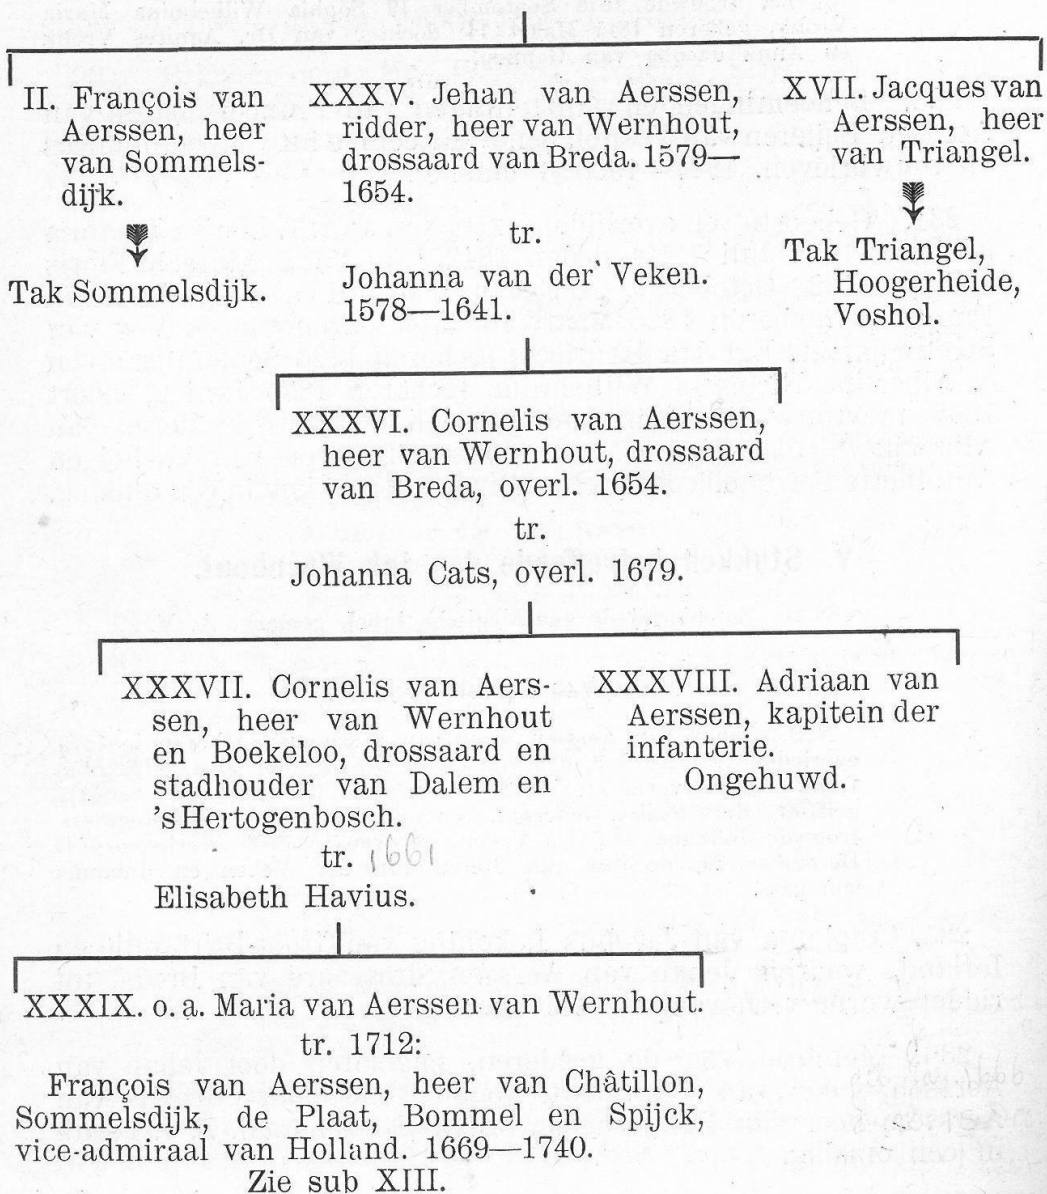 II. François van
Aerssen, heer
van Sommels-
dijk.
Tak Sommelsdijk.
XXXV. Jehan van Aerssen,
ridder, heer van Wernhout,
drossaard van Breda. 1579—
1654.
tr.
Johanna van der Veken.
1578—1641.
XVII. Jacques van
Aerssen, heer
van Triangel.
Tak Triangel,
Hoogerheide,
Voshol.
XXXVI. Cornelis van Aerssen,
heer van Wernhout, drossaard
van Breda, overl. 1654.
tr.
Johanna Cats, overl. 1679.
XXXVII. Cornelis van Aers-
sen, heer van Wernhout
en Boekeloo, drossaard en
stadhouder van Dalem en
'sHertogenbosch.
tr. 1661
Elisabeth Havius.
XXXVIII. Adriaan van
Aerssen, kapitein der
infanterie.
Ongehuwd.
XXXIX. o. a. Maria van Aerssen van Wernhout.
tr. 1712:
François van Aerssen, heer van Châtillon,
Sommelsdijk, de Plaat, Bommel en Spijck,
vice-admiraal van Holland. 1669—1740.
Zie sub XIII.